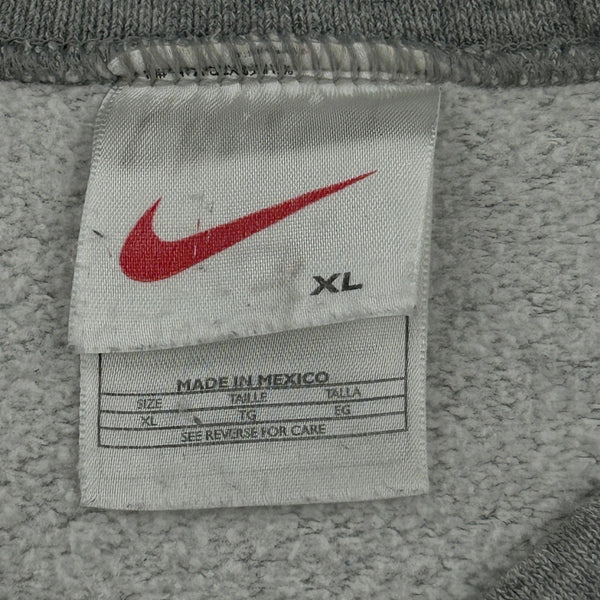 XL
MADE IN MEXICO
SIZE TAILLE TALLA
XL TG EG
SEE REVERSE FOR CARE